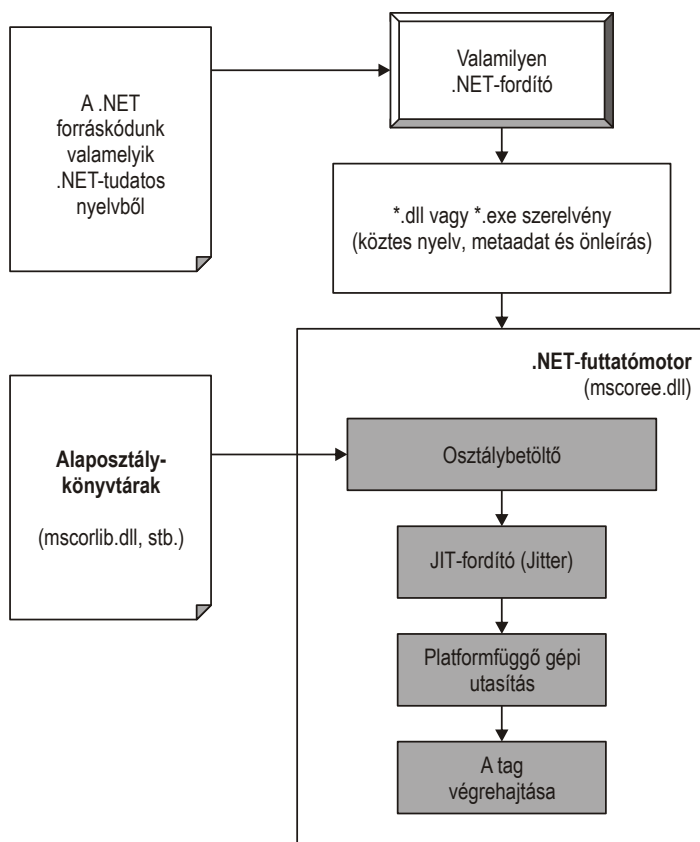 A .NET
forráskódunk
valamelyik
.NET-tudatos
nyelvből
Valamilyen
.NET-fordító
*.dll vagy *.exe szerelvény
(köztes nyelv, metaadat és önleírás)
.NET-futtatómotor
(mscoree.dll)
Alaposztály-
könyvtárak
(mscorlib.dll, stb.)
Osztálybetöltő
JIT-fordító (Jitter)
Platformfüggő gépi
utasítás
A tag
végrehajtása